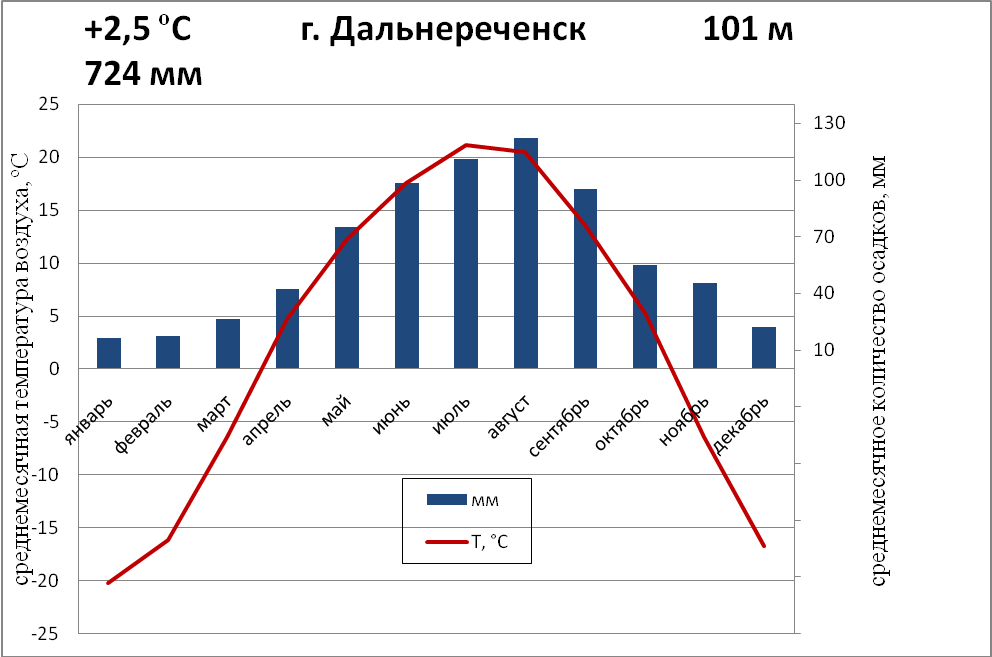 +2,5 °С г. Дальнереченск 101 м
724 мм
среднемесячная температура воздуха, °С
25
20
15
10
5
0
-5
-10
-15
-20
-25
130
100
70
40
10
среднемесячное количество осадков, мм
январь
февраль
март
апрель
май
июнь
июль
август
сентябрь
октябрь
ноябрь
декабрь
мм
Т, °С